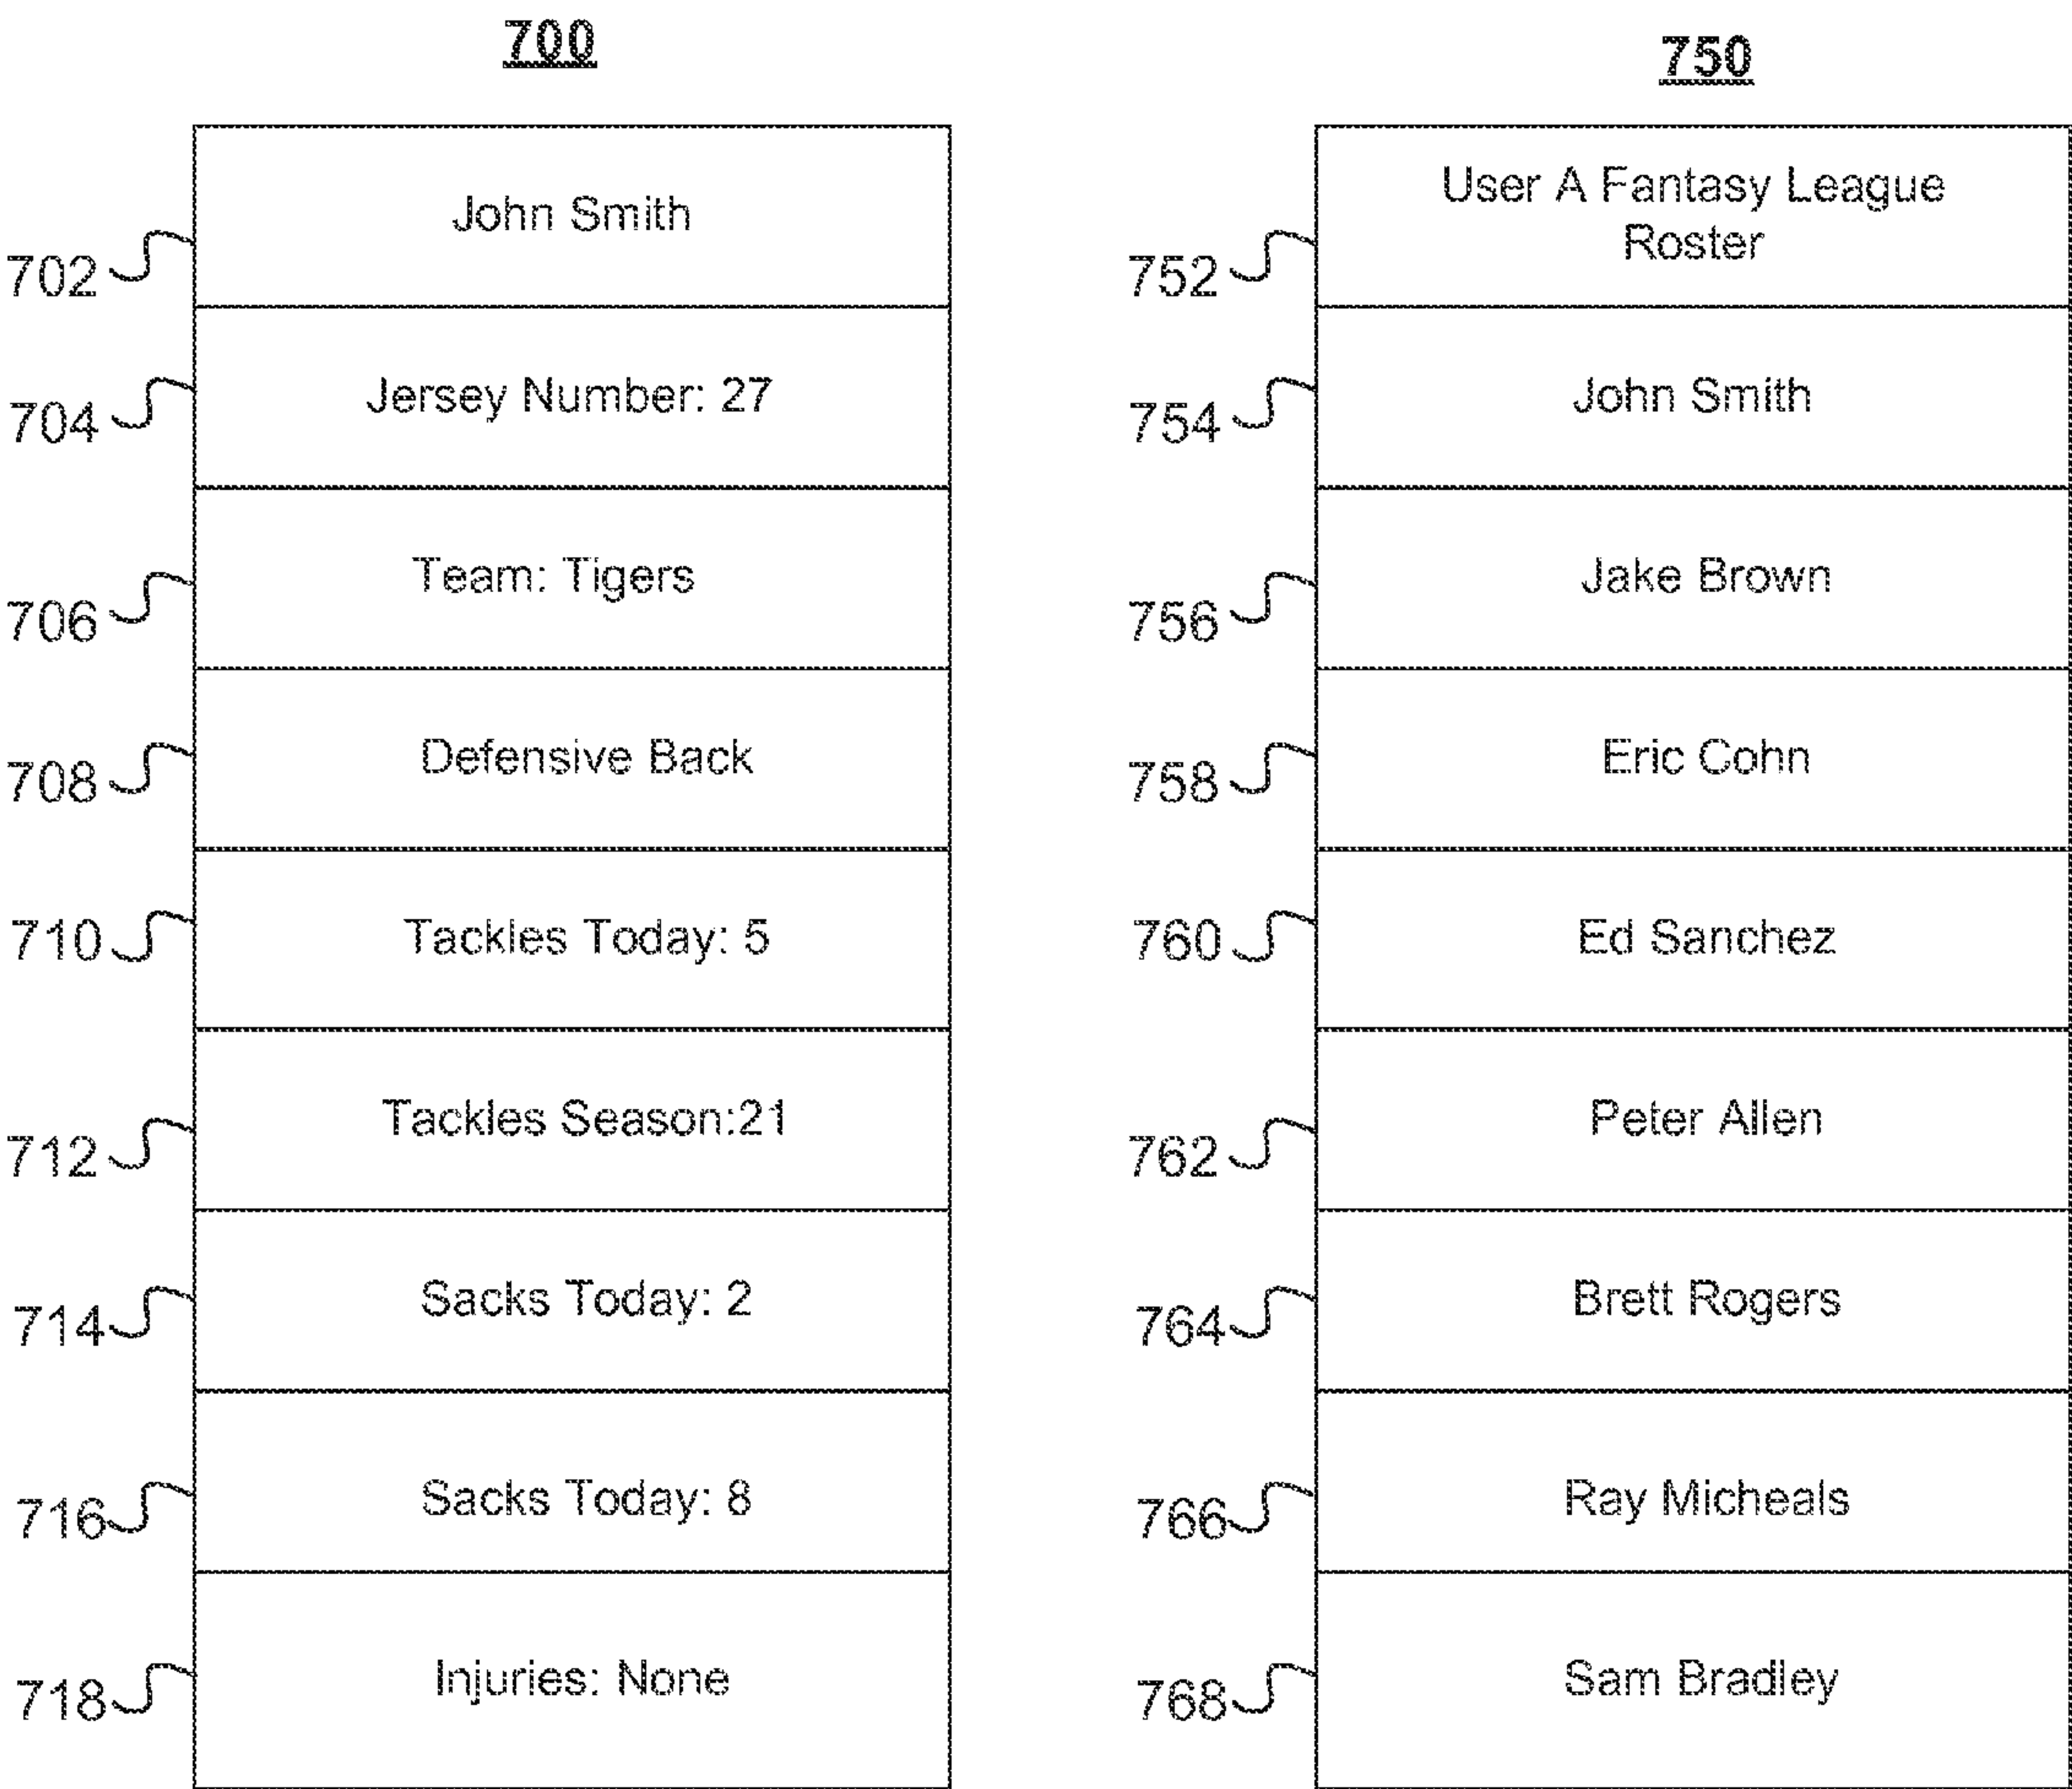 700
John Smith
702
Jersey Number: 27
704
Team: Tigers
706
Defensive Back
708
Tackles Today: 5
710
Tackles Season:21
712
Sacks Today: 2
714
Sacks Today: 8
716
Injuries: None
718
750
User A Fantasy League
Roster
752
John Smith
754
Jake Brown
756
Eric Cohn
758
Ed Sanchez
760
Peter Allen
762
Brett Rogers
764
Ray Micheals
766
Sam Bradley
768